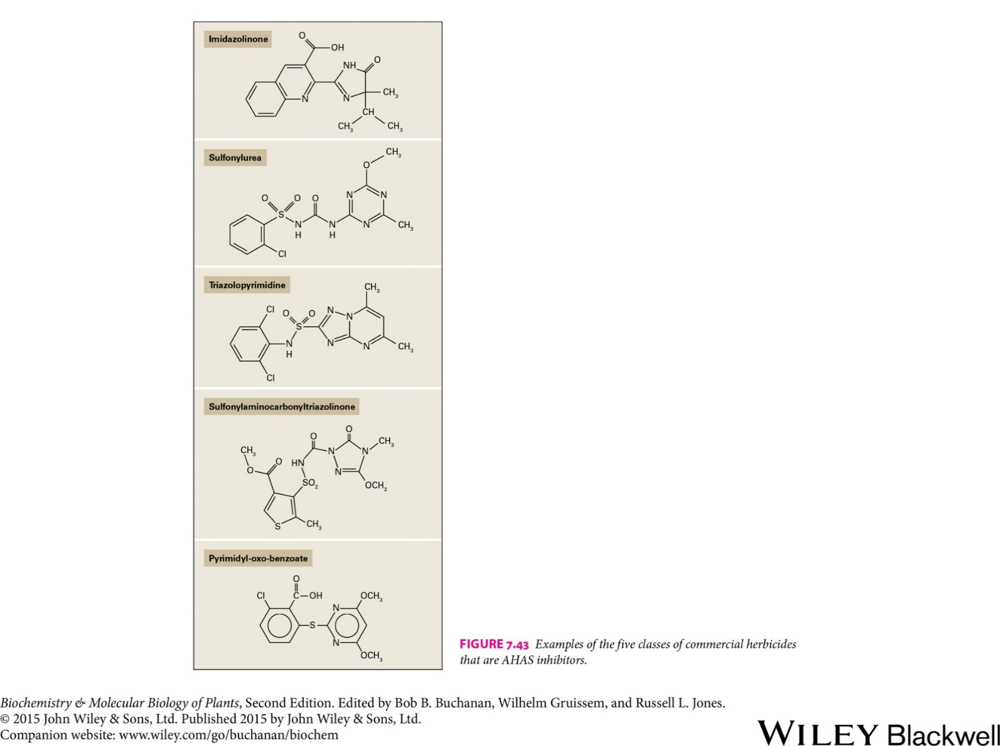 Imidazolinone
O
OH
NH
O
N
N
CH3
CH
CH3
CH3
Sulfonylurea
CH3
O
N
N
O
O
O
S
N
N
N
CH3
H
H
Cl
Triazolopyrimidine
CH3
Cl
O
O
N
N
S
N
N
N
CH3
H
Cl
Sulfonylaminocarbonyltriazolinone
O
O
CH3
CH3
N
N
O
HN
O
N
SO2
OCH3
S
CH3
Pyrimidyl-oxo-benzoate
O
Cl
C—OH
OCH3
N
S
N
OCH3
FIGURE 7.43 Examples of the five classes of commercial herbicides
that are AHAS inhibitors.
Biochemistry & Molecular Biology of Plants, Second Edition. Edited by Bob B. Buchanan, Wilhelm Gruissem, and Russell L. Jones.
© 2015 John Wiley & Sons, Ltd. Published 2015 by John Wiley & Sons, Ltd.
Companion website: www.wiley.com/go/buchanan/biochem
WILEY Blackwell